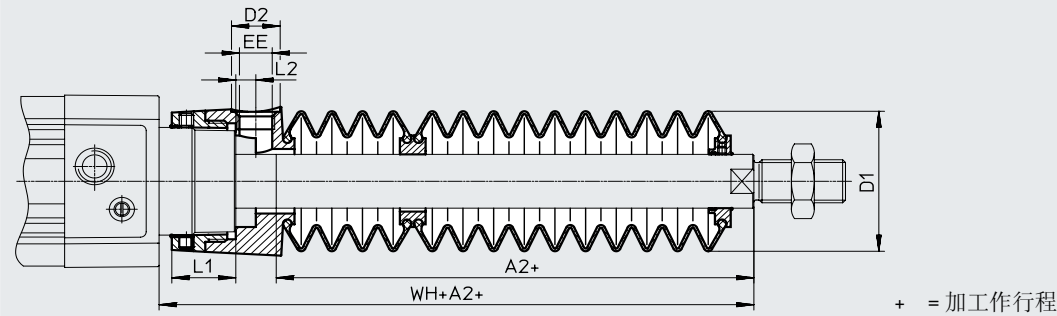 D2
EE
L2
D1
L1
A2+
WH+A2+
+ = 加工作行程